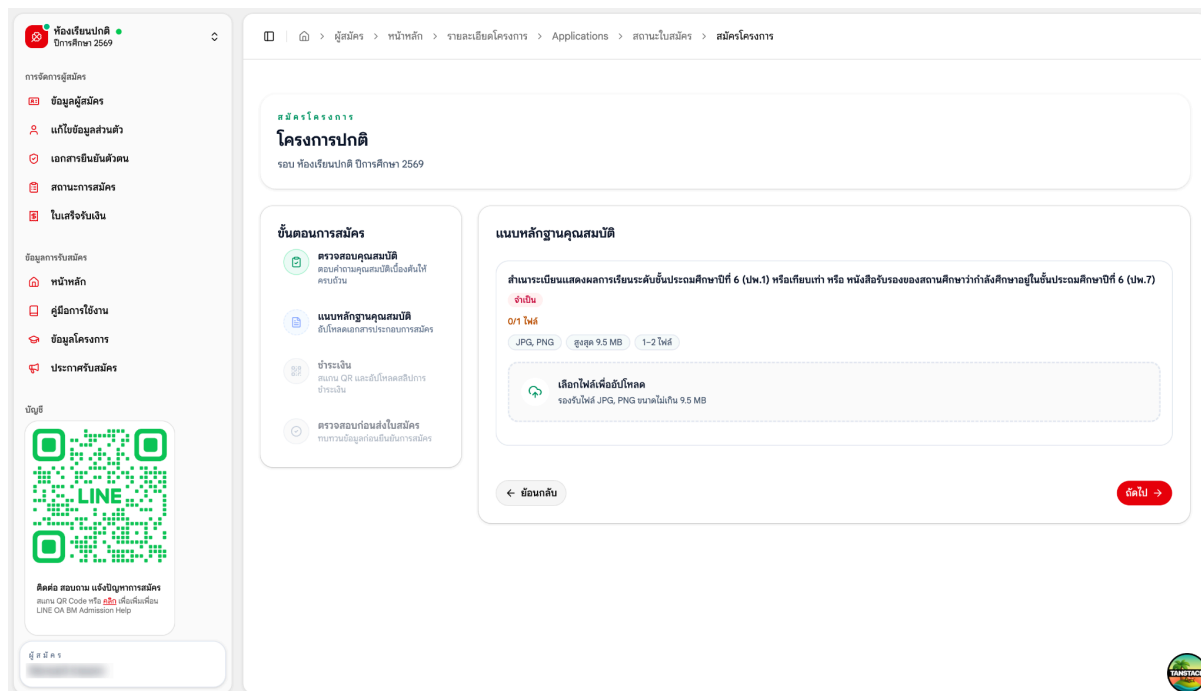 ห้องเรียนปกติ
ปีการศึกษา 2569
การจัดการผู้สมัคร
ข้อมูลผู้สมัคร
แก้ไขข้อมูลส่วนตัว
เอกสารยืนยันตัวตน
สถานะการสมัคร
ใบเสร็จรับเงิน
ข้อมูลการรับสมัคร
หน้าหลัก
คู่มือการใช้งาน
ข้อมูลโครงการ
ประกาศรับสมัคร
บัญชี
LINE
ติดต่อ สอบถาม แจ้งปัญหาการสมัคร
สแกน QR Code หรือ คลิก เพื่อเพิ่มเพื่อน
LINE OA BM Admission Help
ผู้สมัคร
ผู้สมัคร > หน้าหลัก > รายละเอียดโครงการ > Applications > สถานะใบสมัคร > สมัครโครงการ
สมัครโครงการ
โครงการปกติ
รอบ ห้องเรียนปกติ ปีการศึกษา 2569
ขั้นตอนการสมัคร
ตรวจสอบคุณสมบัติ
ตอบคำถามคุณสมบัติเบื้องต้นให้
ครบถ้วน
แนบหลักฐานคุณสมบัติ
อัปโหลดเอกสารประกอบการสมัคร
ชำระเงิน
สแกน QR และอัปโหลดสลิปการ
ชำระเงิน
ตรวจสอบก่อนส่งใบสมัคร
ทบทวนข้อมูลก่อนยืนยันการสมัคร
แนบหลักฐานคุณสมบัติ
สำเนาระเบียนแสดงผลการเรียนระดับชั้นประถมศึกษาปีที่ 6 (ปพ.1) หรือเทียบเท่า หรือ หนังสือรับรองของสถานศึกษาว่ากำลังศึกษาอยู่ในชั้นประถมศึกษาปีที่ 6 (ปพ.7)
จำเป็น
0/1 ไฟล์
JPG, PNG สูงสุด 9.5 MB 1–2 ไฟล์
เลือกไฟล์เพื่ออัปโหลด
รองรับไฟล์ JPG, PNG ขนาดไม่เกิน 9.5 MB
← ย้อนกลับ
ถัดไป →
TANSTACK